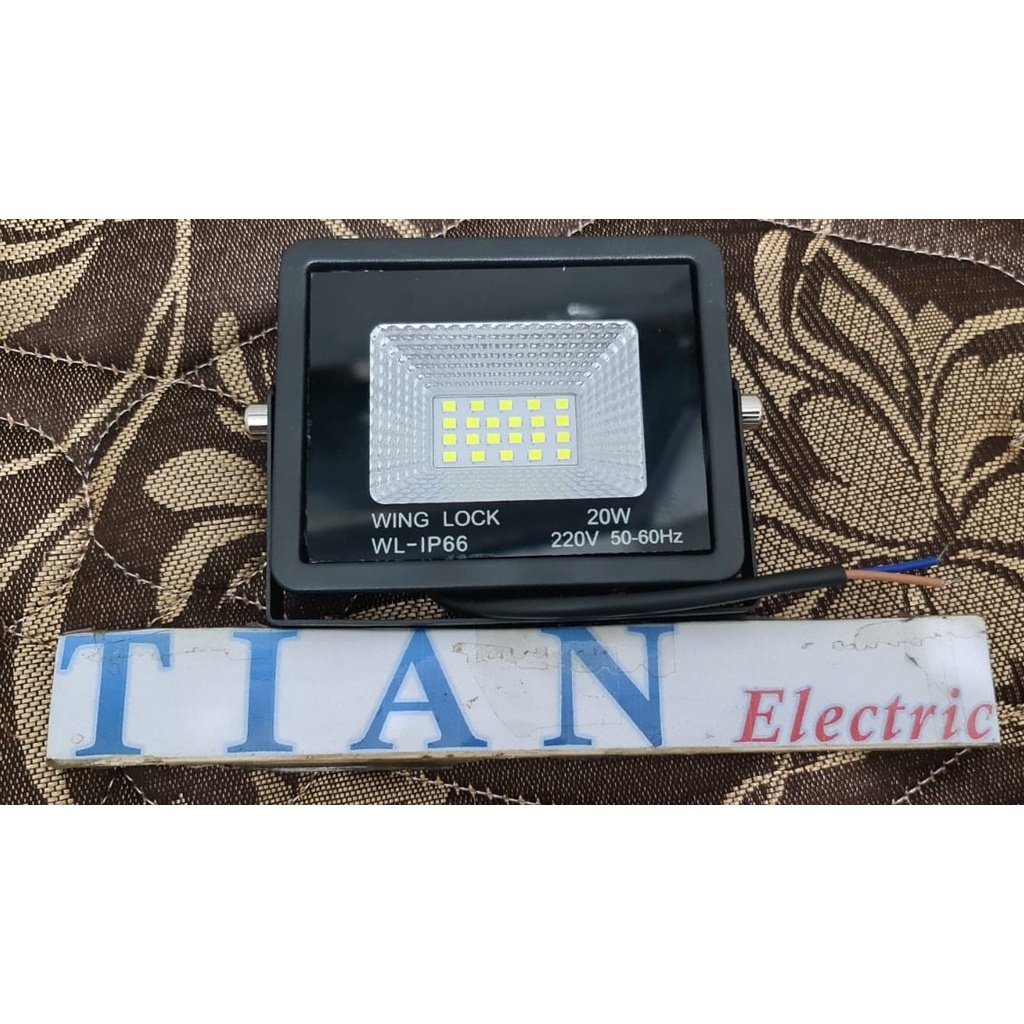 WING LOCK 20W
WL-IP66 220V 50-60Hz
TIAN Electric